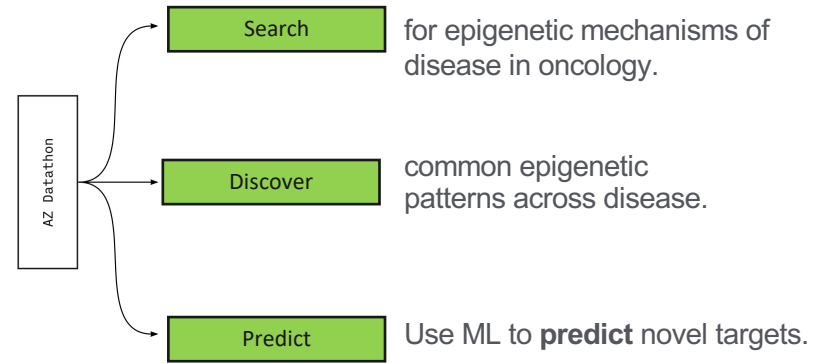 Search
for epigenetic mechanisms of
disease in oncology.
AZ Datathon
Discover
common epigenetic
patterns across disease.
Predict
Use ML to predict novel targets.